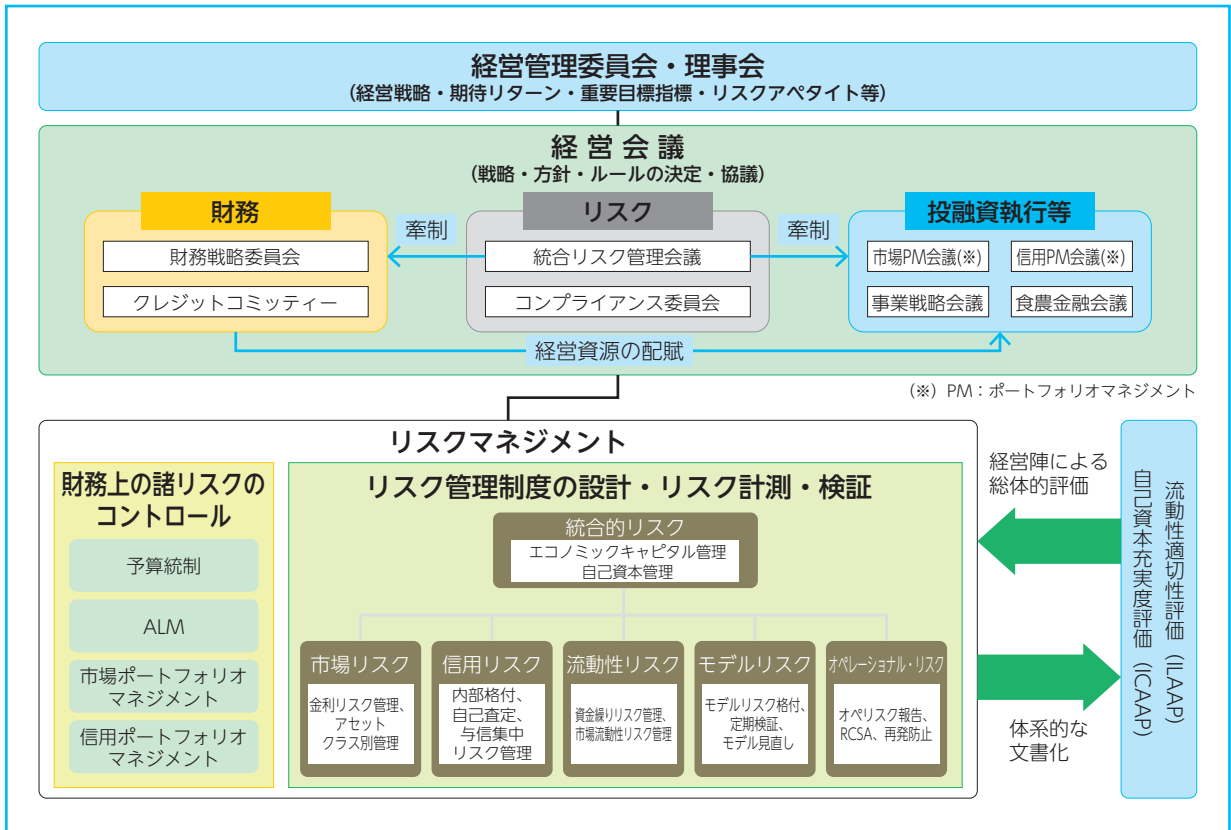 経営管理委員会・理事会
（経営戦略・期待リターン・重要目標指標・リスクアペタイト等）
経 営 会 議
（戦略・方針・ルールの決定・協議）
財務
財務戦略委員会
クレジットコミッティー
牽制
リスク
統合リスク管理会議
コンプライアンス委員会
牽制
投融資執行等
市場PM会議(※)
信用PM会議(※)
事業戦略会議
食農金融会議
経営資源の配賦
（※）PM：ポートフォリオマネジメント
リスクマネジメント
財務上の諸リスクの
コントロール
予算統制
ALM
市場ポートフォリオ
マネジメント
信用ポートフォリオ
マネジメント
リスク管理制度の設計・リスク計測・検証
統合的リスク
エコノミックキャピタル管理
自己資本管理
市場リスク
金利リスク管理、
アセット
クラス別管理
信用リスク
内部格付、
自己査定、
与信集中
リスク管理
流動性リスク
資金繰りリスク管理、
市場流動性リスク管理
モデルリスク
モデルリスク格付、
定期検証、
モデル見直し
オペレーショナル・リスク
オペリスク報告、
RCSA、再発防止
経営陣による
総体的評価
体系的な
文書化
流動性適切性評価（ILAAP）
自己資本充実度評価（ICAAP）